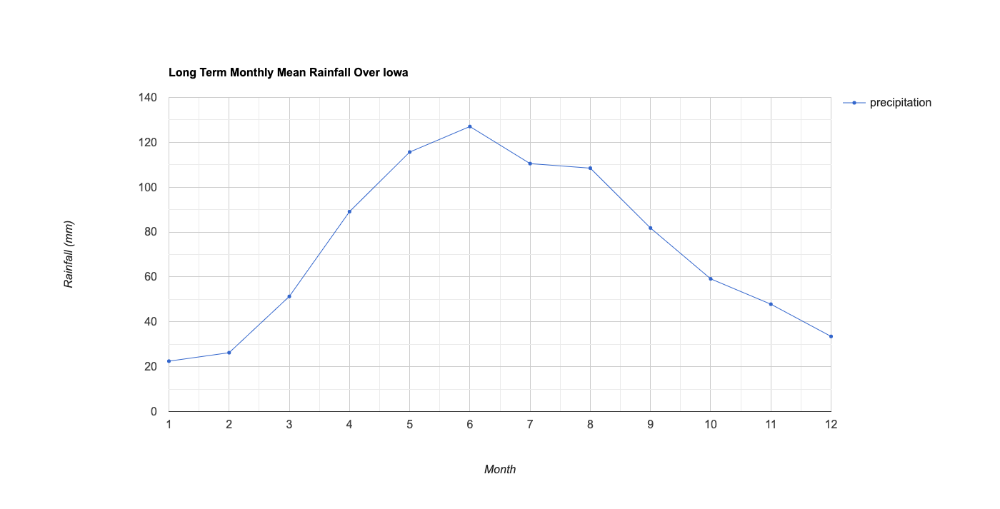 Long Term Monthly Mean Rainfall Over Iowa
precipitation
140
120
100
80
60
40
20
0
Rainfall (mm)
1 2 3 4 5 6 7 8 9 10 11 12
Month